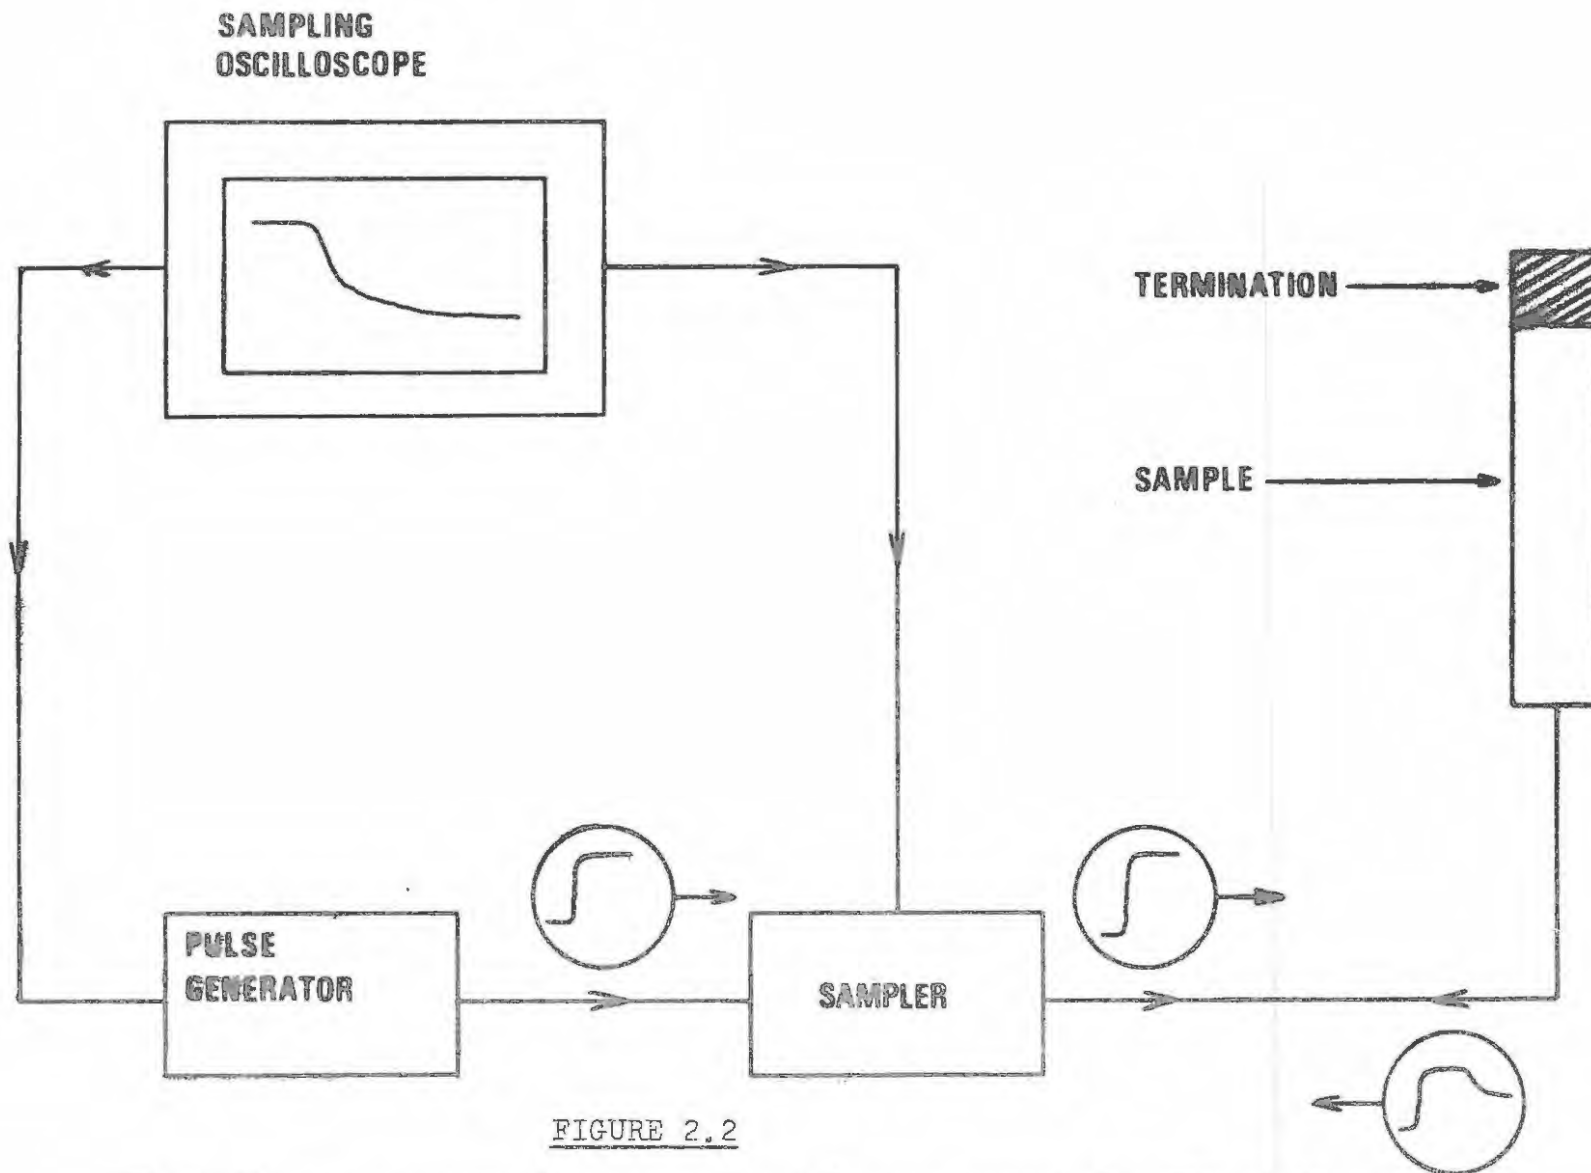 SAMPLING
OSCILLOSCOPE
TERMINATION
SAMPLE
PULSE
GENERATOR
SAMPLER
FIGURE 2.2